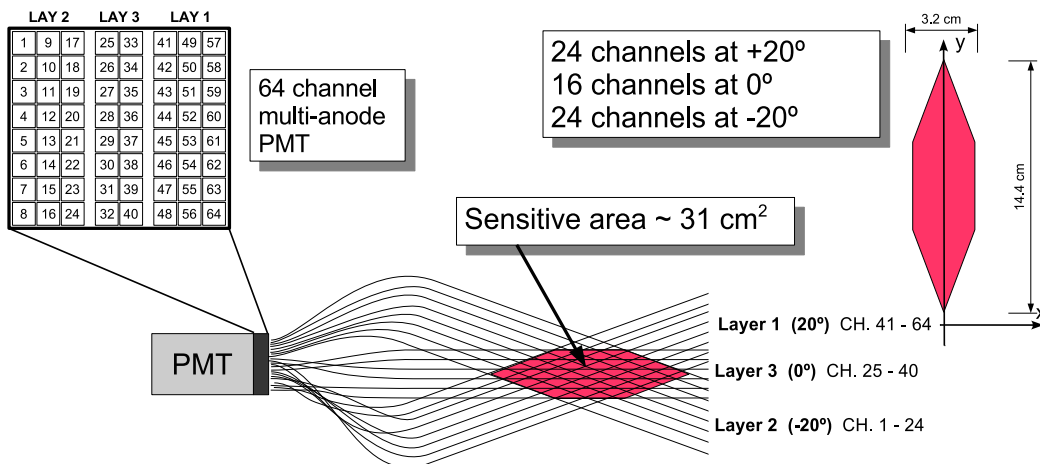 LAY 2 LAY 3 LAY 1
1 9 17 25 33 41 49 57
2 10 18 26 34 42 50 58
3 11 19 27 35 43 51 59
4 12 20 28 36 44 52 60
5 13 21 29 37 45 53 61
6 14 22 30 38 46 54 62
7 15 23 31 39 47 55 63
8 16 24 32 40 48 56 64
64 channel
multi-anode
PMT
24 channels at +20º
16 channels at 0º
24 channels at -20º
3.2 cm
y
14.4 cm
x
Sensitive area ~ 31 cm²
PMT
Layer 1 (20º) CH. 41 - 64
Layer 3 (0º) CH. 25 - 40
Layer 2 (-20º) CH. 1 - 24